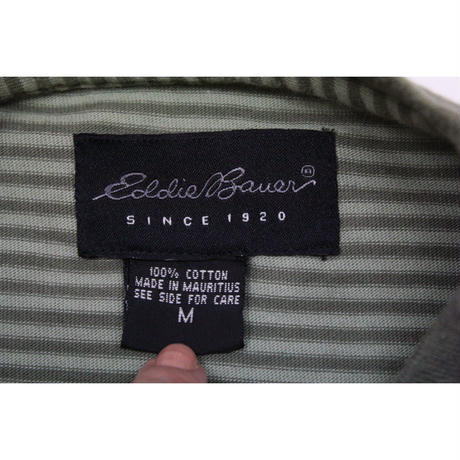 Eddie Bauer
SINCE 1920
100% COTTON
MADE IN MAURITIUS
SEE SIDE FOR CARE
M